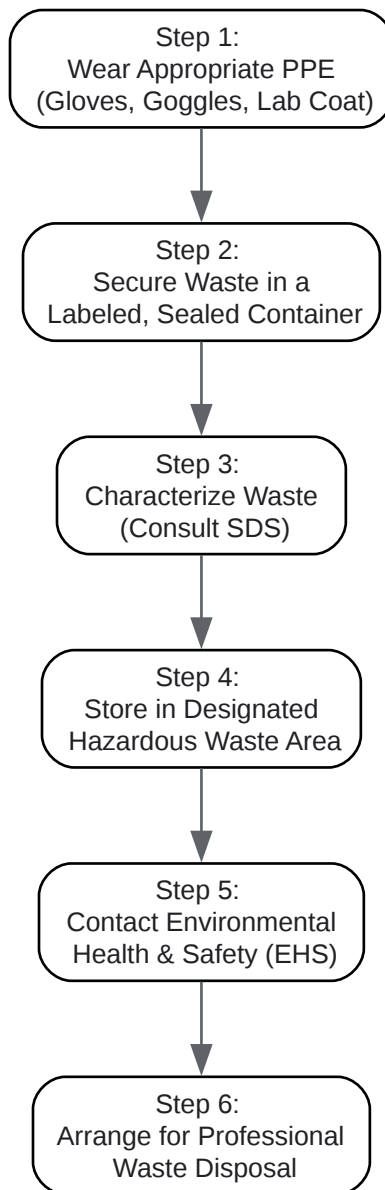 Step 1:
Wear Appropriate PPE
(Gloves, Goggles, Lab Coat)
Step 2:
Secure Waste in a
Labeled, Sealed Container
Step 3:
Characterize Waste
(Consult SDS)
Step 4:
Store in Designated
Hazardous Waste Area
Step 5:
Contact Environmental
Health & Safety (EHS)
Step 6:
Arrange for Professional
Waste Disposal